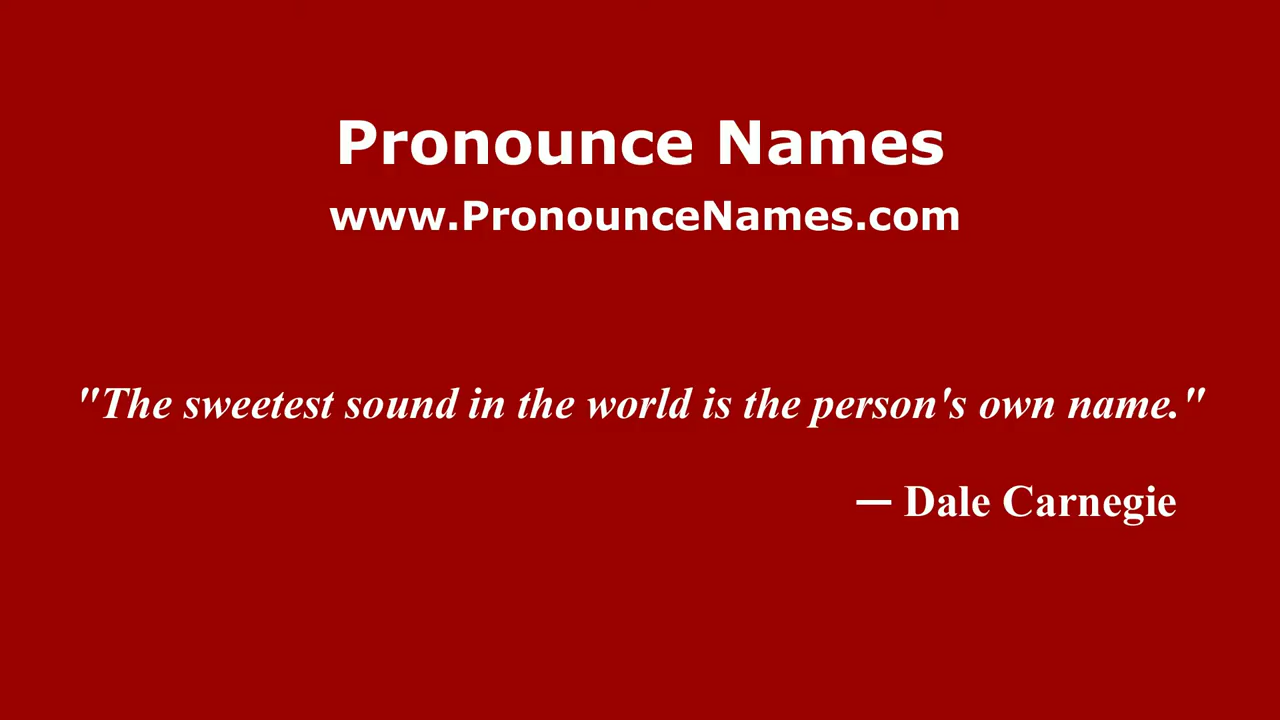 Pronounce Names
www.PronounceNames.com
"The sweetest sound in the world is the person's own name."
— Dale Carnegie